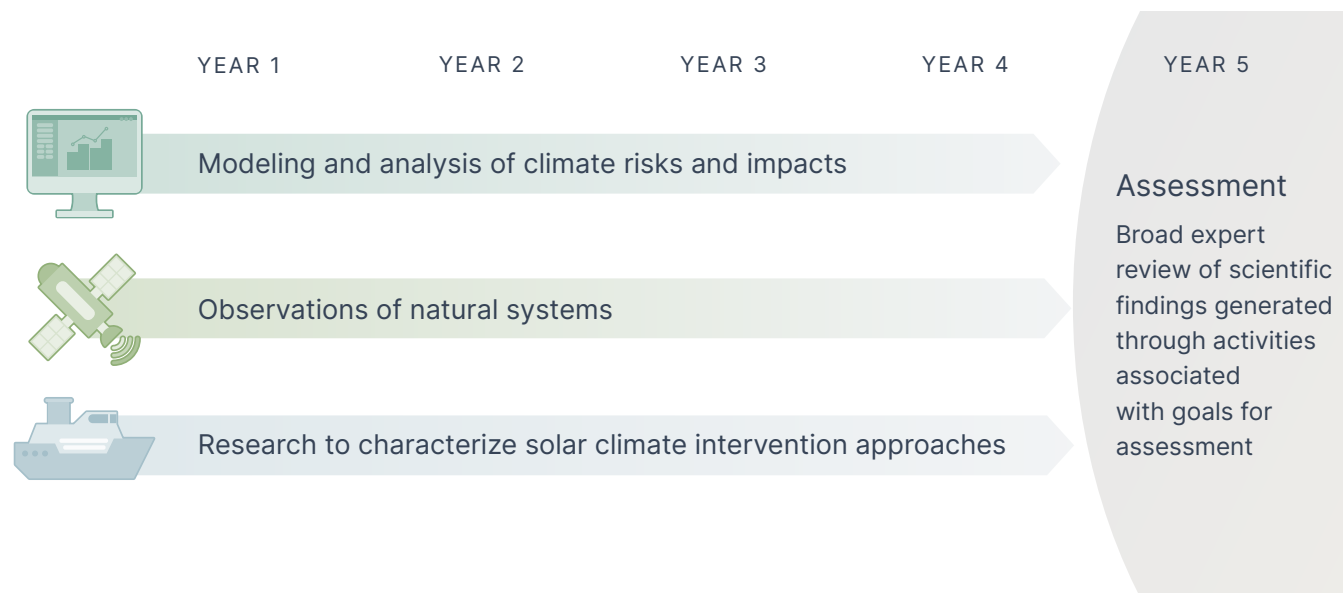 YEAR 1
YEAR 2
YEAR 3
YEAR 4
YEAR 5
Modeling and analysis of climate risks and impacts
Observations of natural systems
Research to characterize solar climate intervention approaches
Assessment
Broad expert
review of scientific
findings generated
through activities
associated
with goals for
assessment